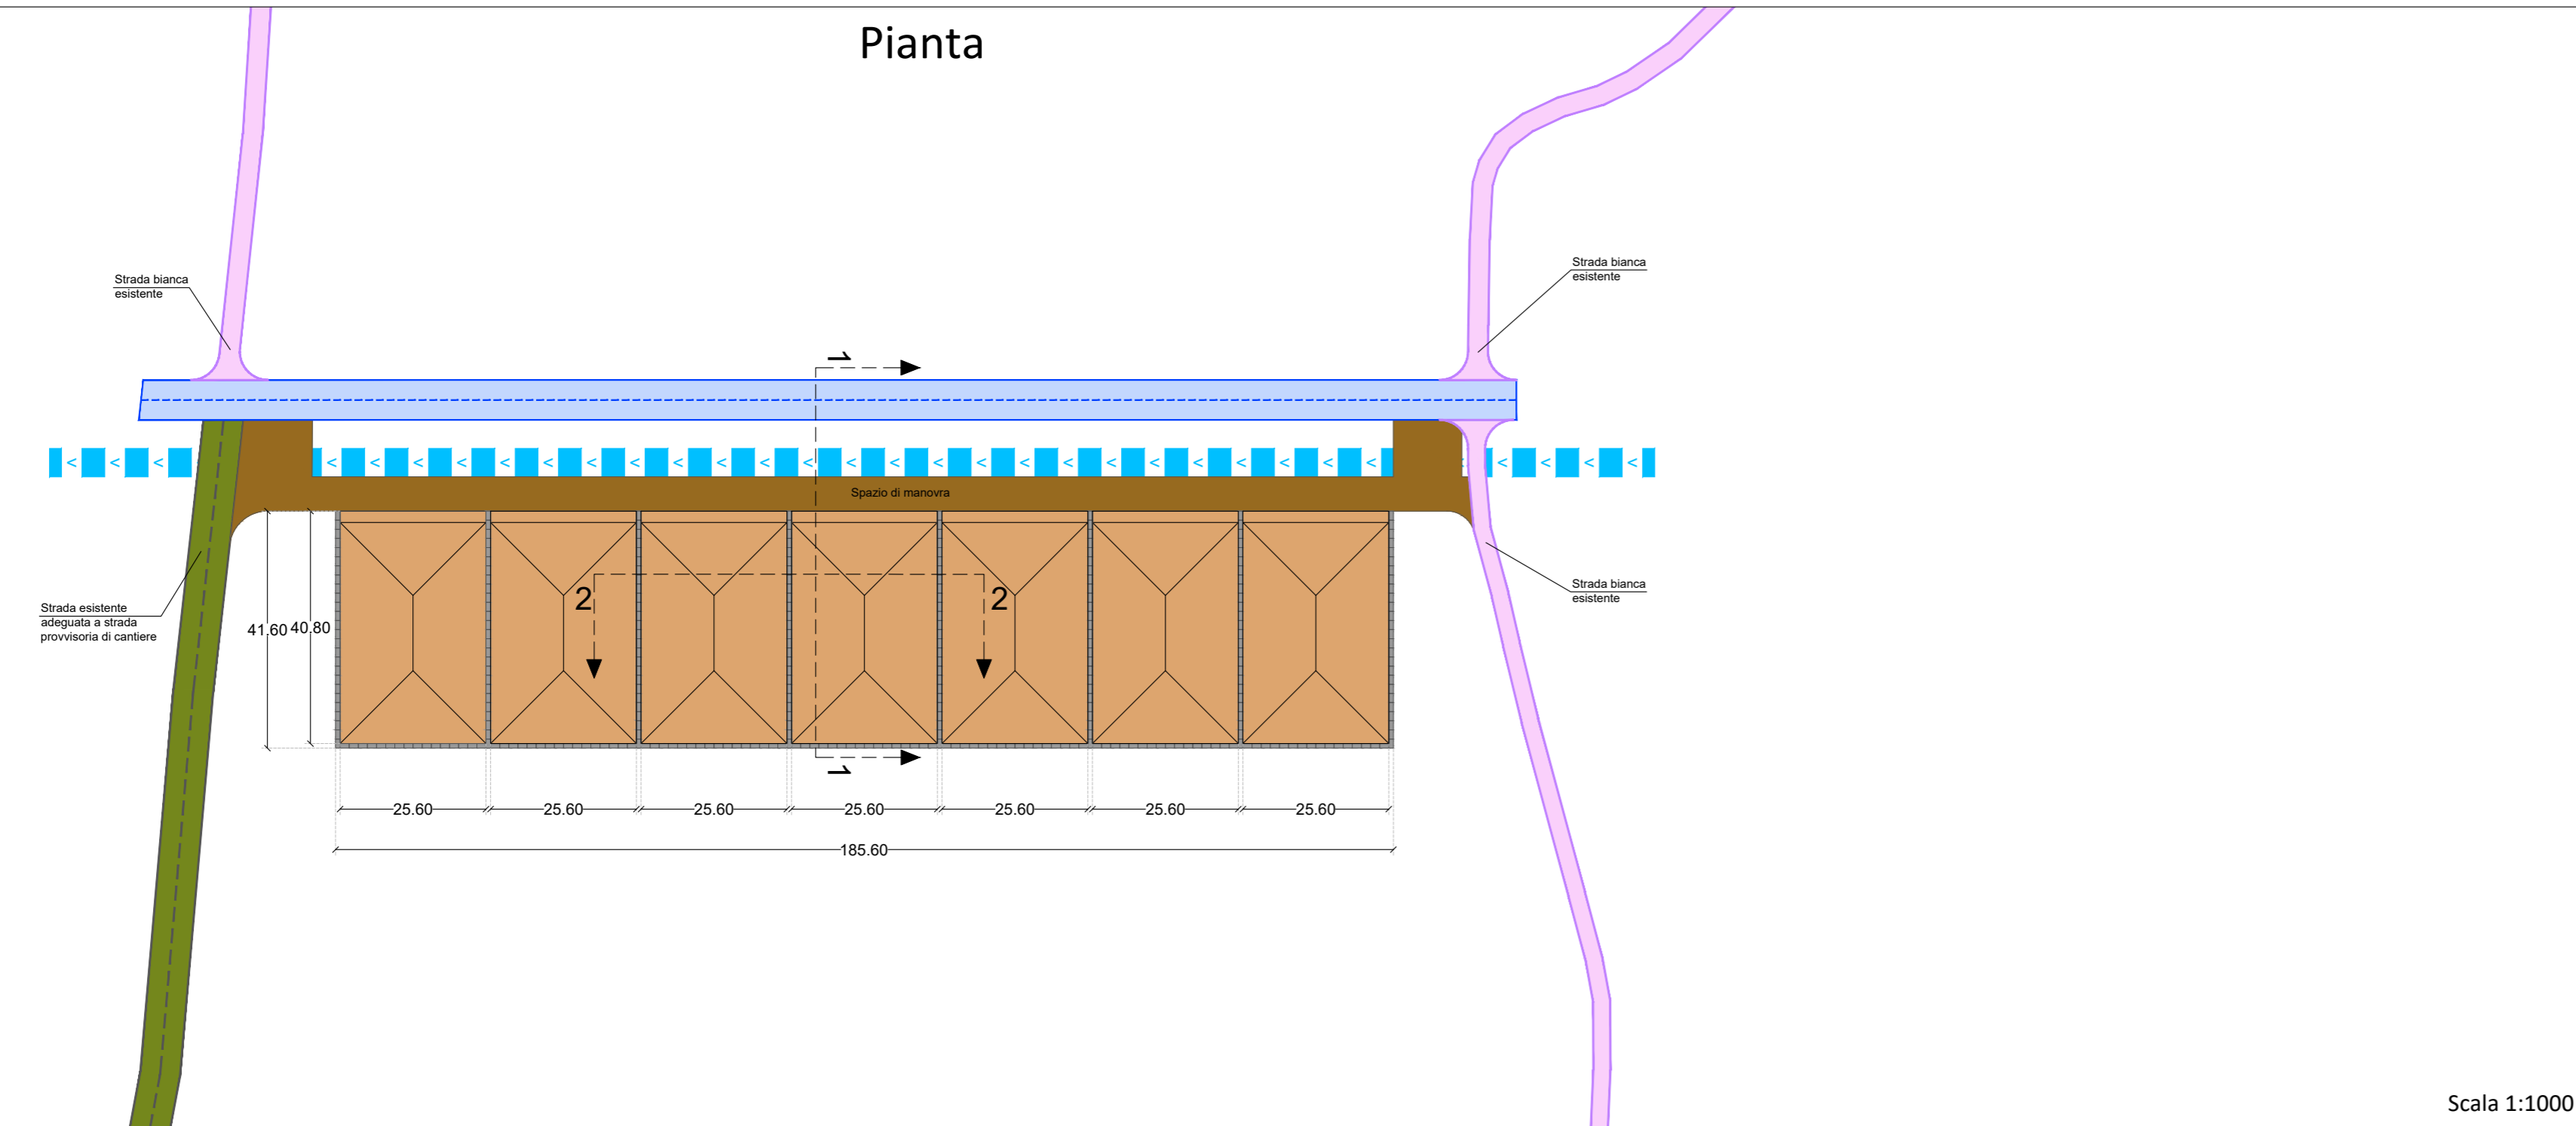 Pianta
Strada bianca
esistente
Strada bianca
esistente
1
Spazio di manovra
Strada bianca
esistente
2
2
Strada esistente
adeguata a strada
provvisoria di cantiere
41.60
40.80
1
25.60
25.60
25.60
25.60
25.60
25.60
25.60
185.60
Scala 1:1000